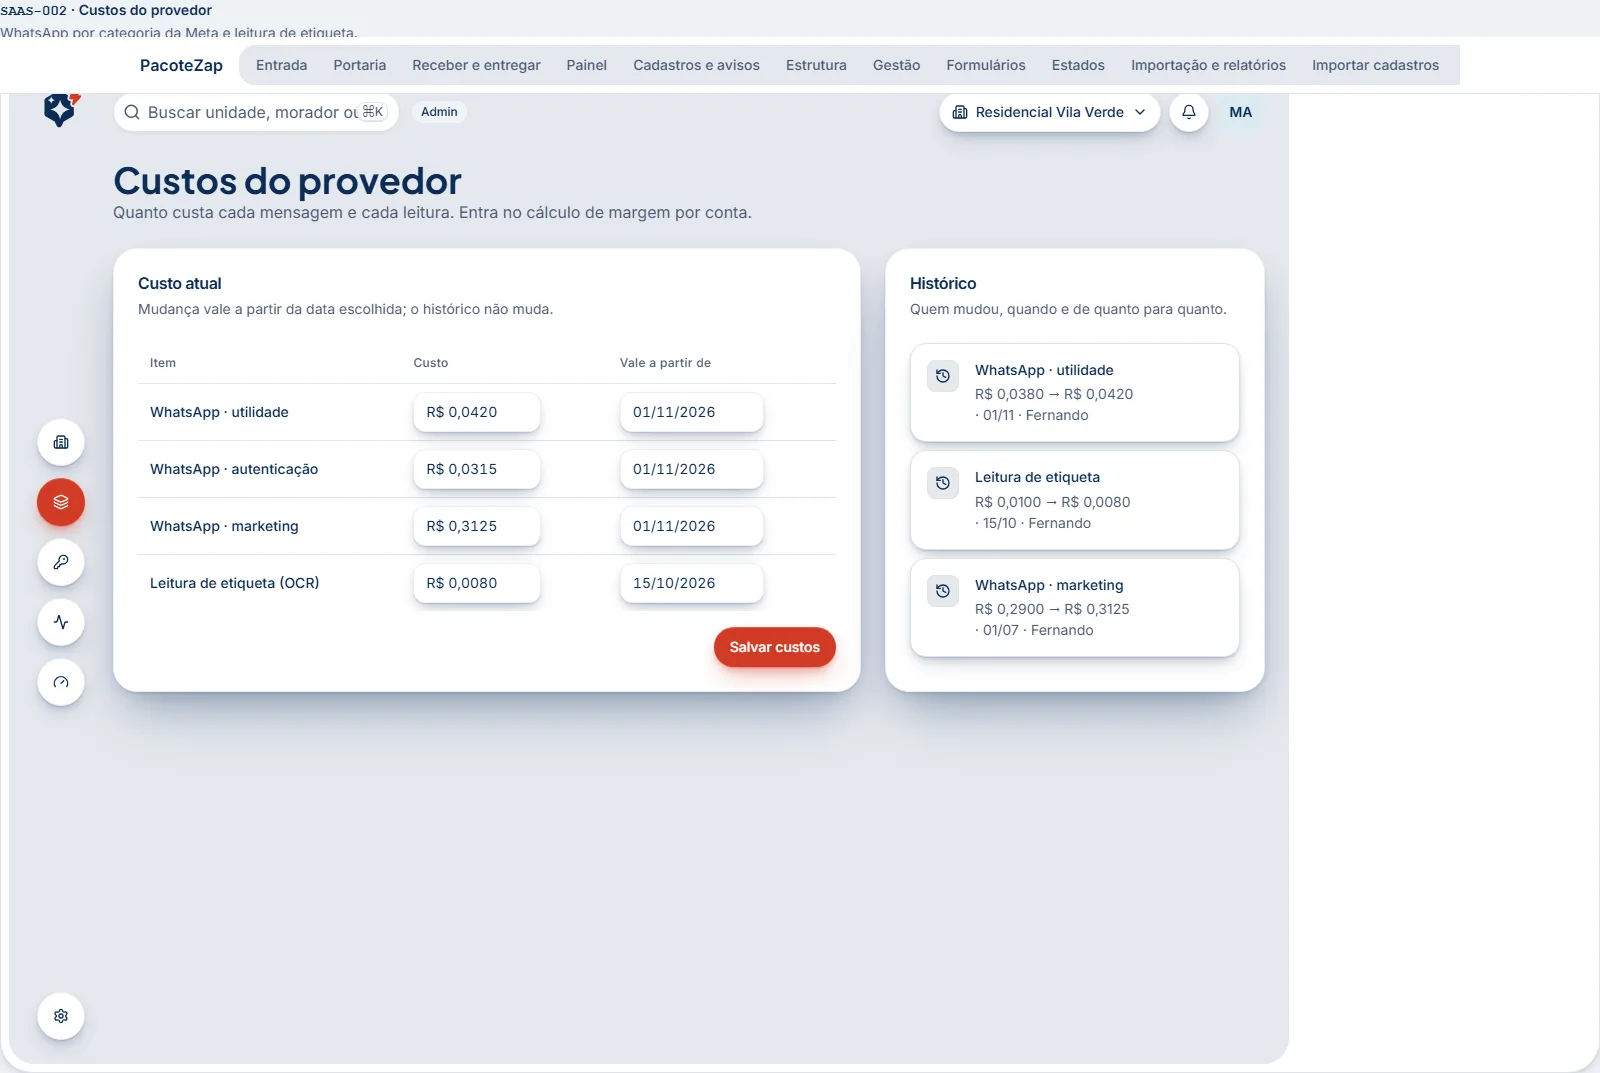 SAAS-002 · Custos do provedor
WhatsApp por categoria da Meta e leitura de etiqueta.
PacoteZap
Entrada
Portaria
Receber e entregar
Painel
Cadastros e avisos
Estrutura
Gestão
Formulários
Estados
Importação e relatórios
Importar cadastros
Buscar unidade, morador ou
⌘K
Admin
Residencial Vila Verde
MA
Custos do provedor
Quanto custa cada mensagem e cada leitura. Entra no cálculo de margem por conta.
Custo atual
Mudança vale a partir da data escolhida; o histórico não muda.
Item Custo Vale a partir de
WhatsApp · utilidade R$ 0,0420 01/11/2026
WhatsApp · autenticação R$ 0,0315 01/11/2026
WhatsApp · marketing R$ 0,3125 01/11/2026
Leitura de etiqueta (OCR) R$ 0,0080 15/10/2026
Salvar custos
Histórico
Quem mudou, quando e de quanto para quanto.
WhatsApp · utilidade
R$ 0,0380 → R$ 0,0420
· 01/11 · Fernando
Leitura de etiqueta
R$ 0,0100 → R$ 0,0080
· 15/10 · Fernando
WhatsApp · marketing
R$ 0,2900 → R$ 0,3125
· 01/07 · Fernando